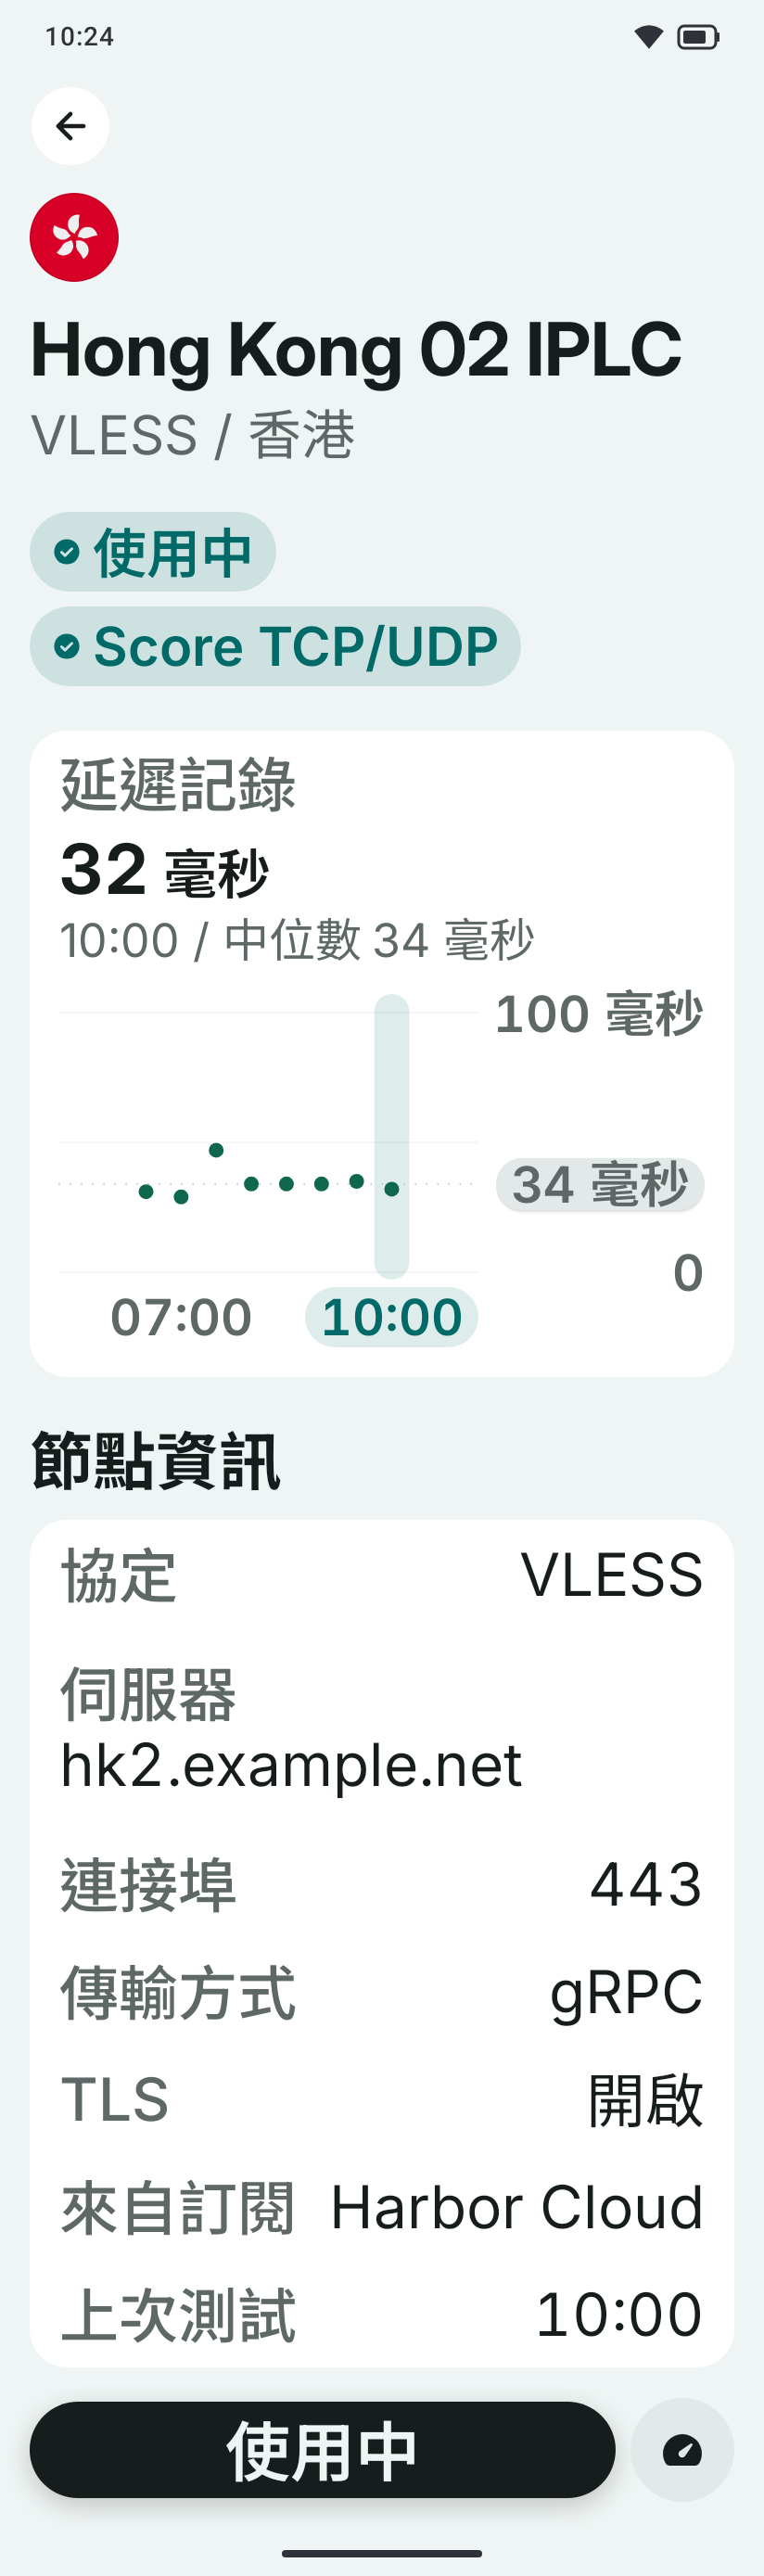 10:24
Hong Kong 02 IPLC
VLESS / 香港
使用中
Score TCP/UDP
延遲記錄
32 毫秒
10:00 / 中位數 34 毫秒
100 毫秒
34 毫秒
0
07:00
10:00
節點資訊
協定 VLESS
伺服器
hk2.example.net
連接埠 443
傳輸方式 gRPC
TLS 開啟
來自訂閱 Harbor Cloud
上次測試 10:00
使用中